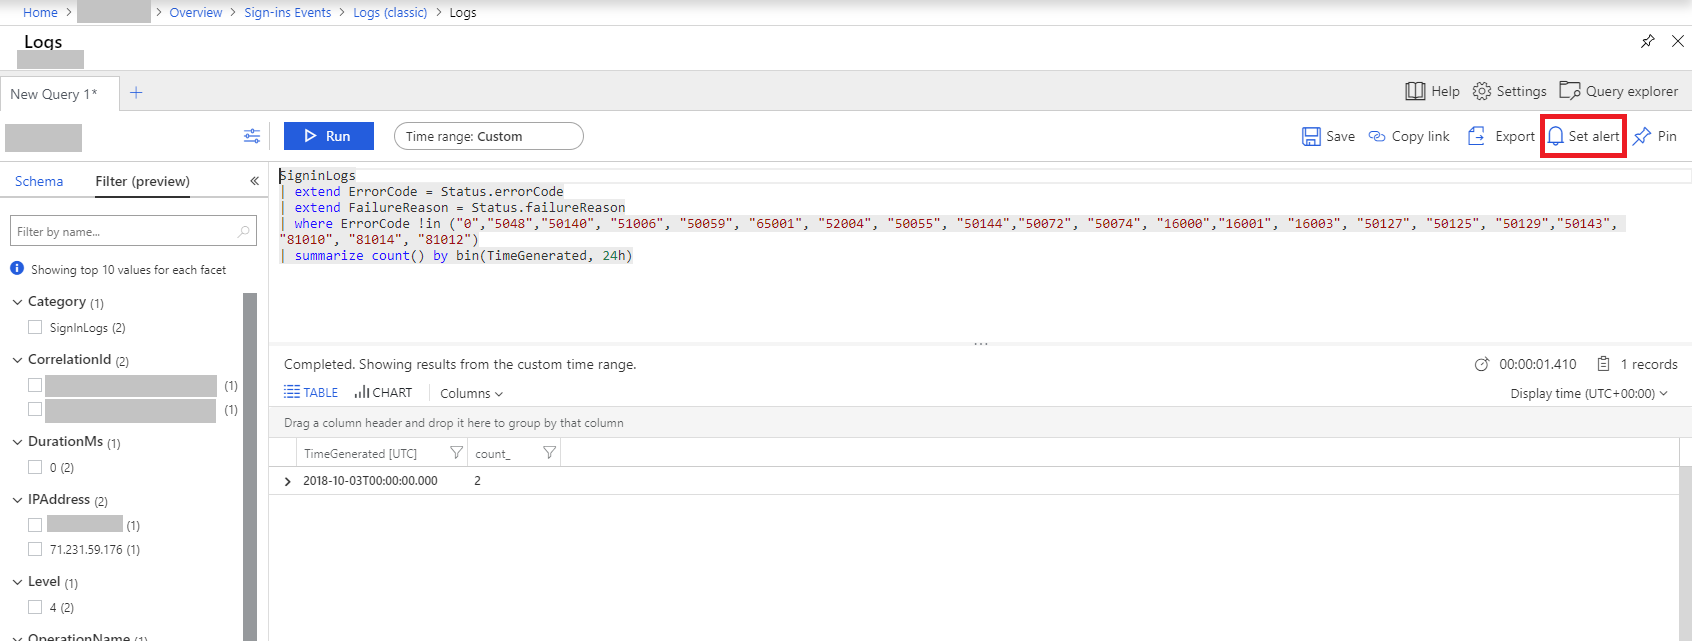 Home > > Overview > Sign-ins Events > Logs (classic) > Logs
Logs
New Query 1* +
Help Settings Query explorer
Run Time range: Custom
Save Copy link Export Set alert Pin
Schema Filter (preview) «
Filter by name...
Showing top 10 values for each facet
Category (1)
SignInLogs (2)
CorrelationId (2)
(1)
(1)
DurationMs (1)
0 (2)
IPAddress (2)
(1)
71.231.59.176 (1)
Level (1)
4 (2)
OperationName (1)
SigninLogs
| extend ErrorCode = Status.errorCode
| extend FailureReason = Status.failureReason
| where ErrorCode !in ("0","5048","50140", "51006", "50059", "65001", "52004", "50055", "50144","50072", "50074", "16000","16001", "16003", "50127", "50125", "50129","50143",
"81010", "81014", "81012")
| summarize count() by bin(TimeGenerated, 24h)
Completed. Showing results from the custom time range. 00:00:01.410 1 records
TABLE CHART Columns Display time (UTC+00:00)
Drag a column header and drop it here to group by that column
TimeGenerated [UTC] count_
2018-10-03T00:00:00.000 2